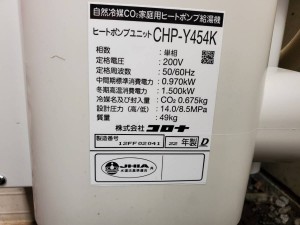 自然冷媒CO₂家庭用ヒートポンプ給湯機
ヒートポンプユニット CHP-Y454K
相数 : 単相
定格電圧 : 200V
定格周波数 : 50/60Hz
中間期標準消費電力 : 0.970kW
冬期高温消費電力 : 1.500kW
冷媒名及び封入量 : CO₂ 0.675kg
設計圧力 (高/低) : 14.0/8.5MPa
質量 : 49kg
株式会社 コロナ
製造番号
12FF02041 22 年製 D
JHIA